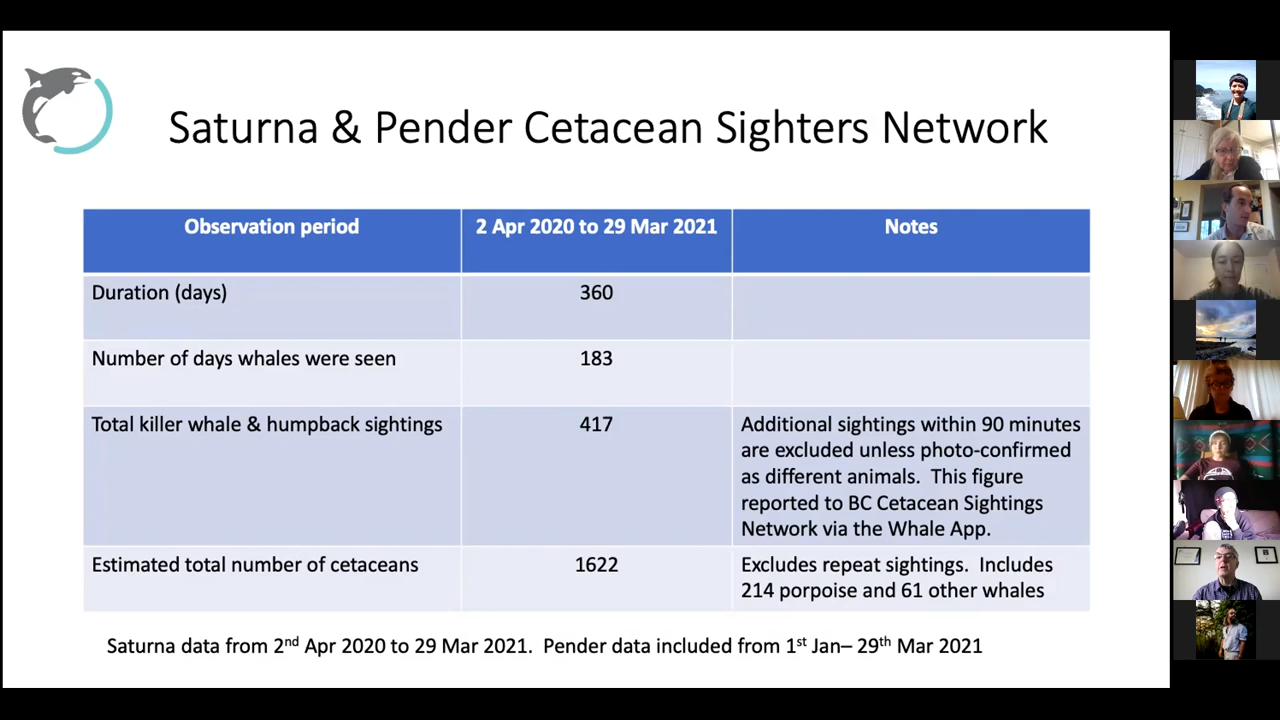 Saturna & Pender Cetacean Sighters Network
Observation period
2 Apr 2020 to 29 Mar 2021
Notes
Duration (days)
360
Number of days whales were seen
183
Total killer whale & humpback sightings
417
Additional sightings within 90 minutes
are excluded unless photo-confirmed
as different animals.  This figure
reported to BC Cetacean Sightings
Network via the Whale App.
Estimated total number of cetaceans
1622
Excludes repeat sightings.  Includes
214 porpoise and 61 other whales
Saturna data from 2nd Apr 2020 to 29 Mar 2021.  Pender data included from 1st Jan– 29th Mar 2021